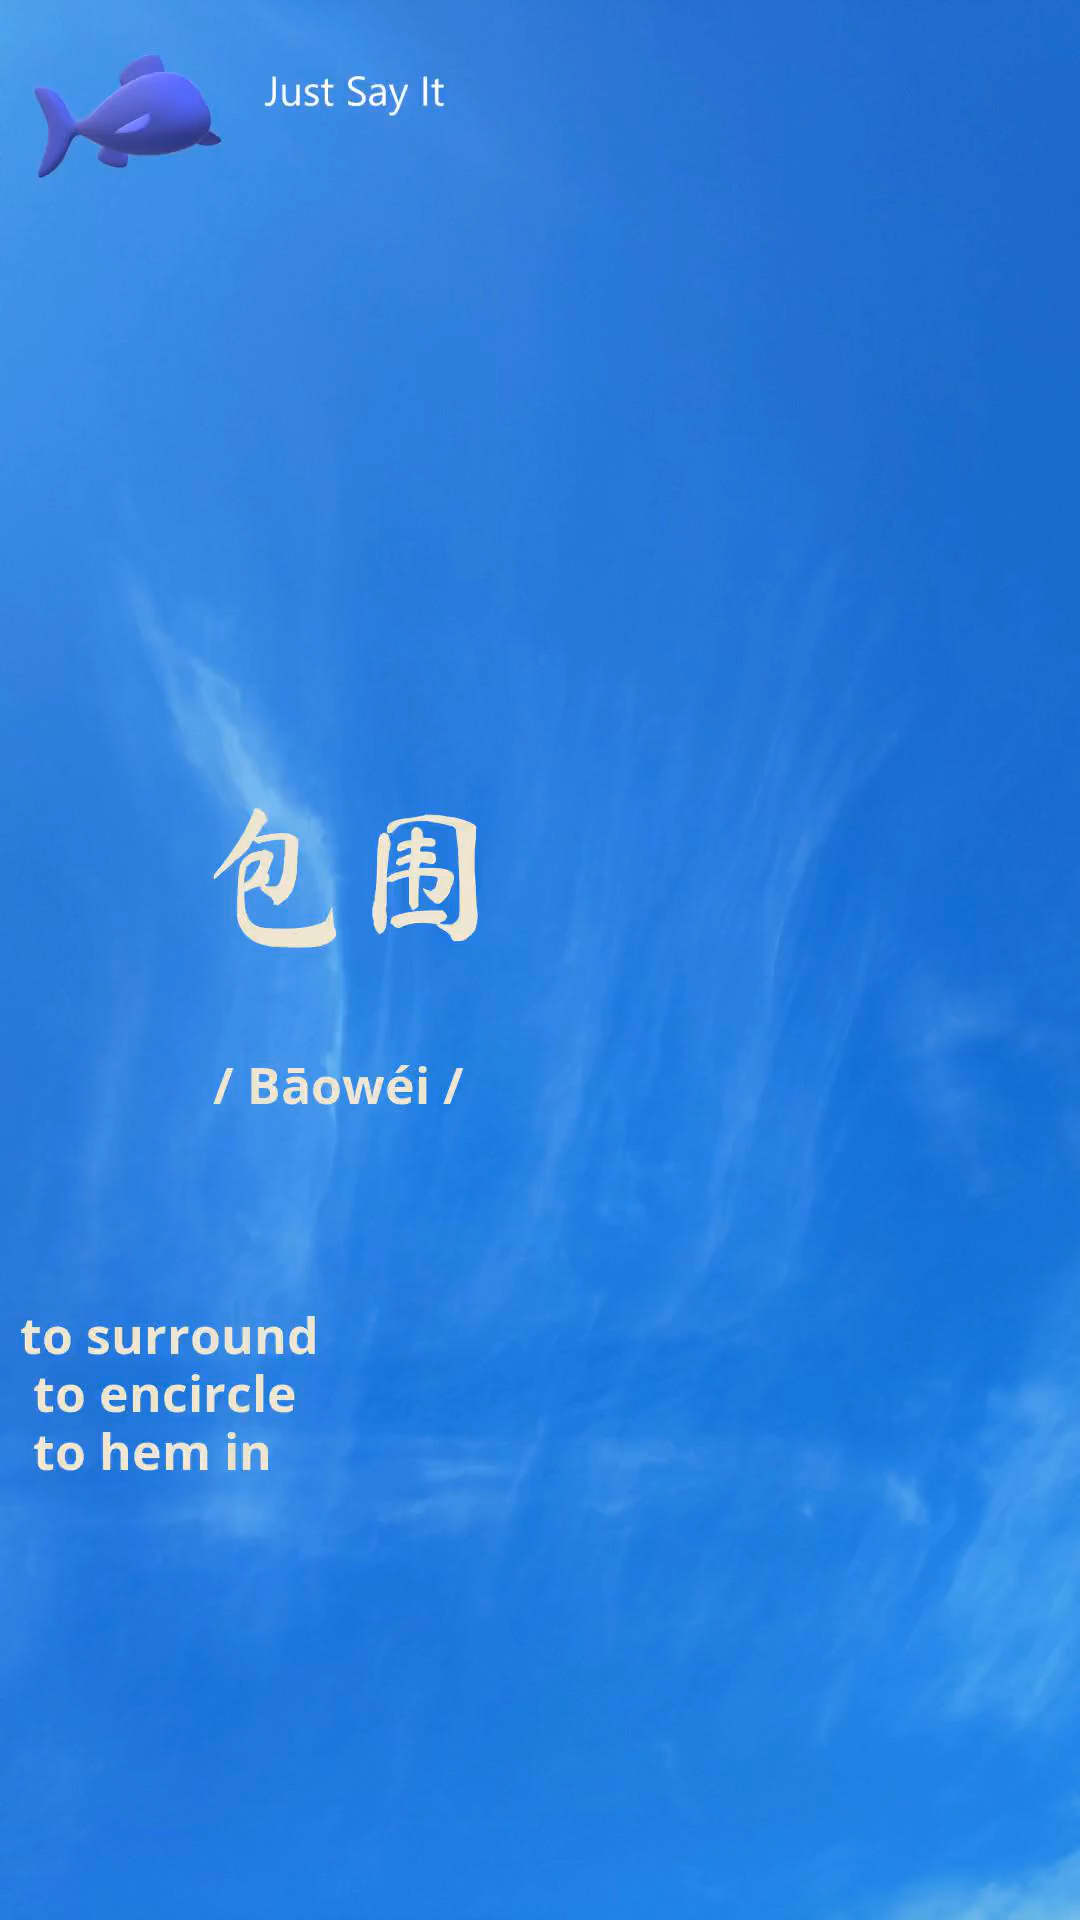 Just Say It
包围
/ Bāowéi /
to surround
to encircle
to hem in